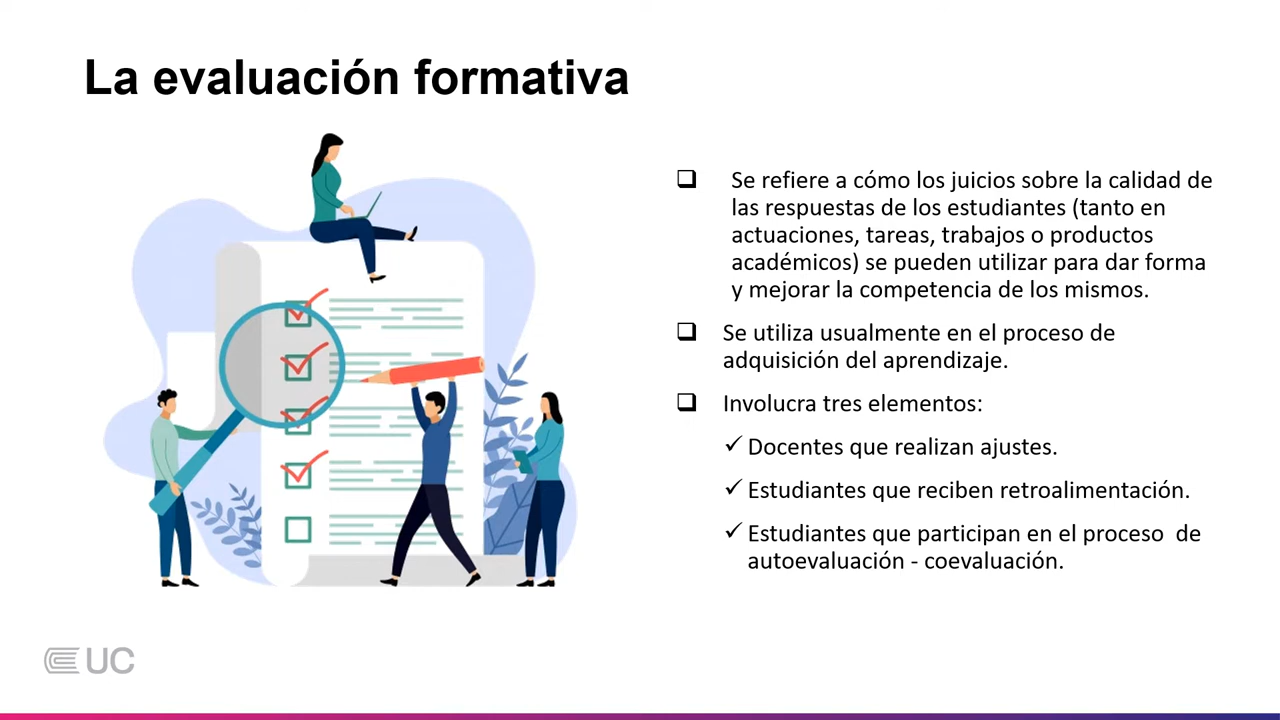 La evaluación formativa
Se refiere a cómo los juicios sobre la calidad de
las respuestas de los estudiantes (tanto en
actuaciones, tareas, trabajos o productos
académicos) se pueden utilizar para dar forma
y mejorar la competencia de los mismos.
Se utiliza usualmente en el proceso de
adquisición del aprendizaje.
Involucra tres elementos:
Docentes que realizan ajustes.
Estudiantes que reciben retroalimentación.
Estudiantes que participan en el proceso  de
autoevaluación - coevaluación.
UC